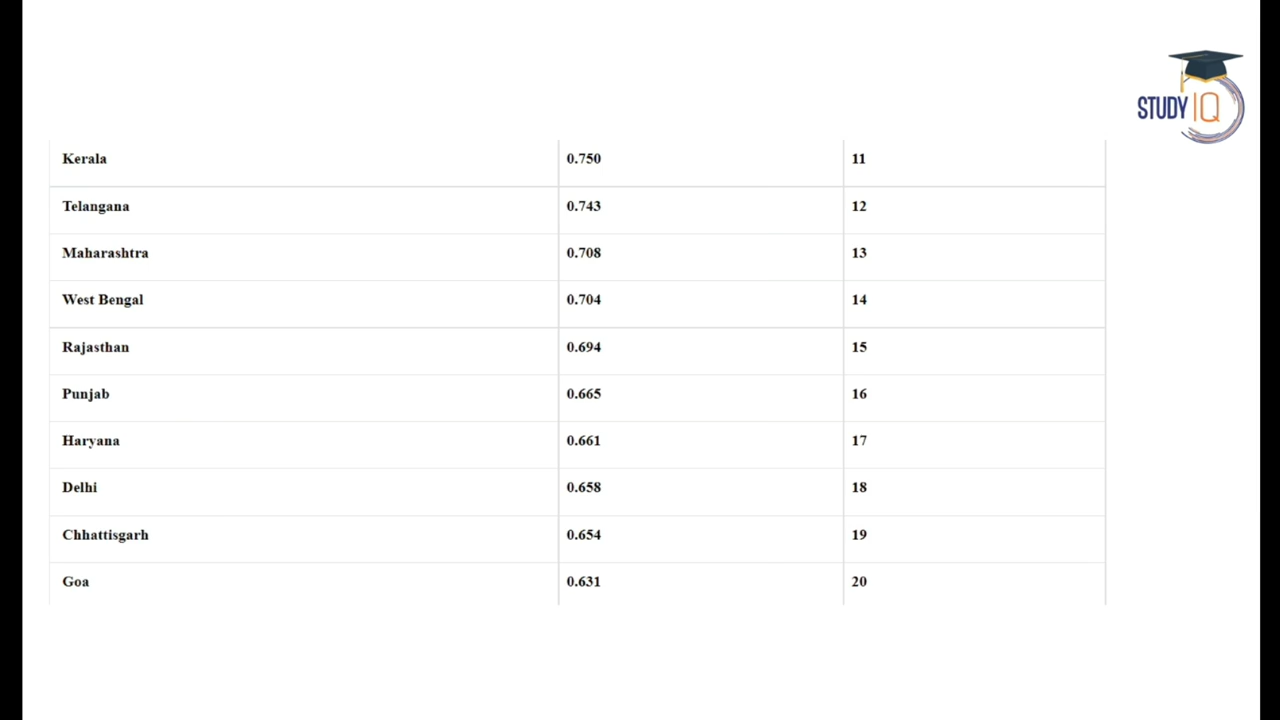 STUDY IQ
Kerala 0.750 11
Telangana 0.743 12
Maharashtra 0.708 13
West Bengal 0.704 14
Rajasthan 0.694 15
Punjab 0.665 16
Haryana 0.661 17
Delhi 0.658 18
Chhattisgarh 0.654 19
Goa 0.631 20